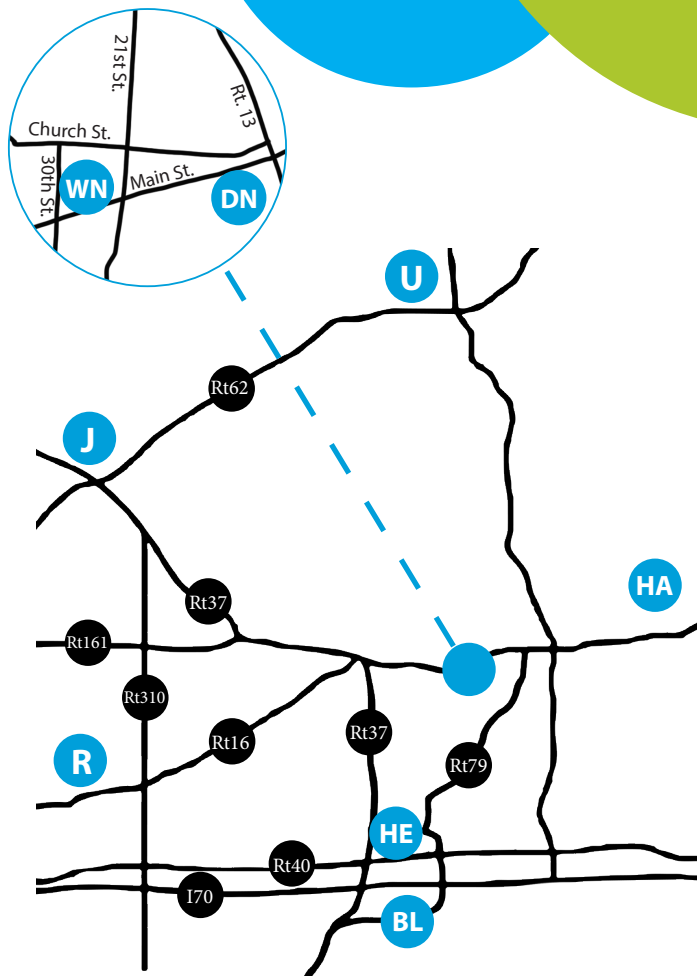 21st St.
Rt. 13
Church St.
30th St.
WN
Main St.
DN
U
Rt62
J
HA
Rt37
Rt161
Rt310
Rt37
Rt16
R
Rt79
HE
Rt40
I70
BL